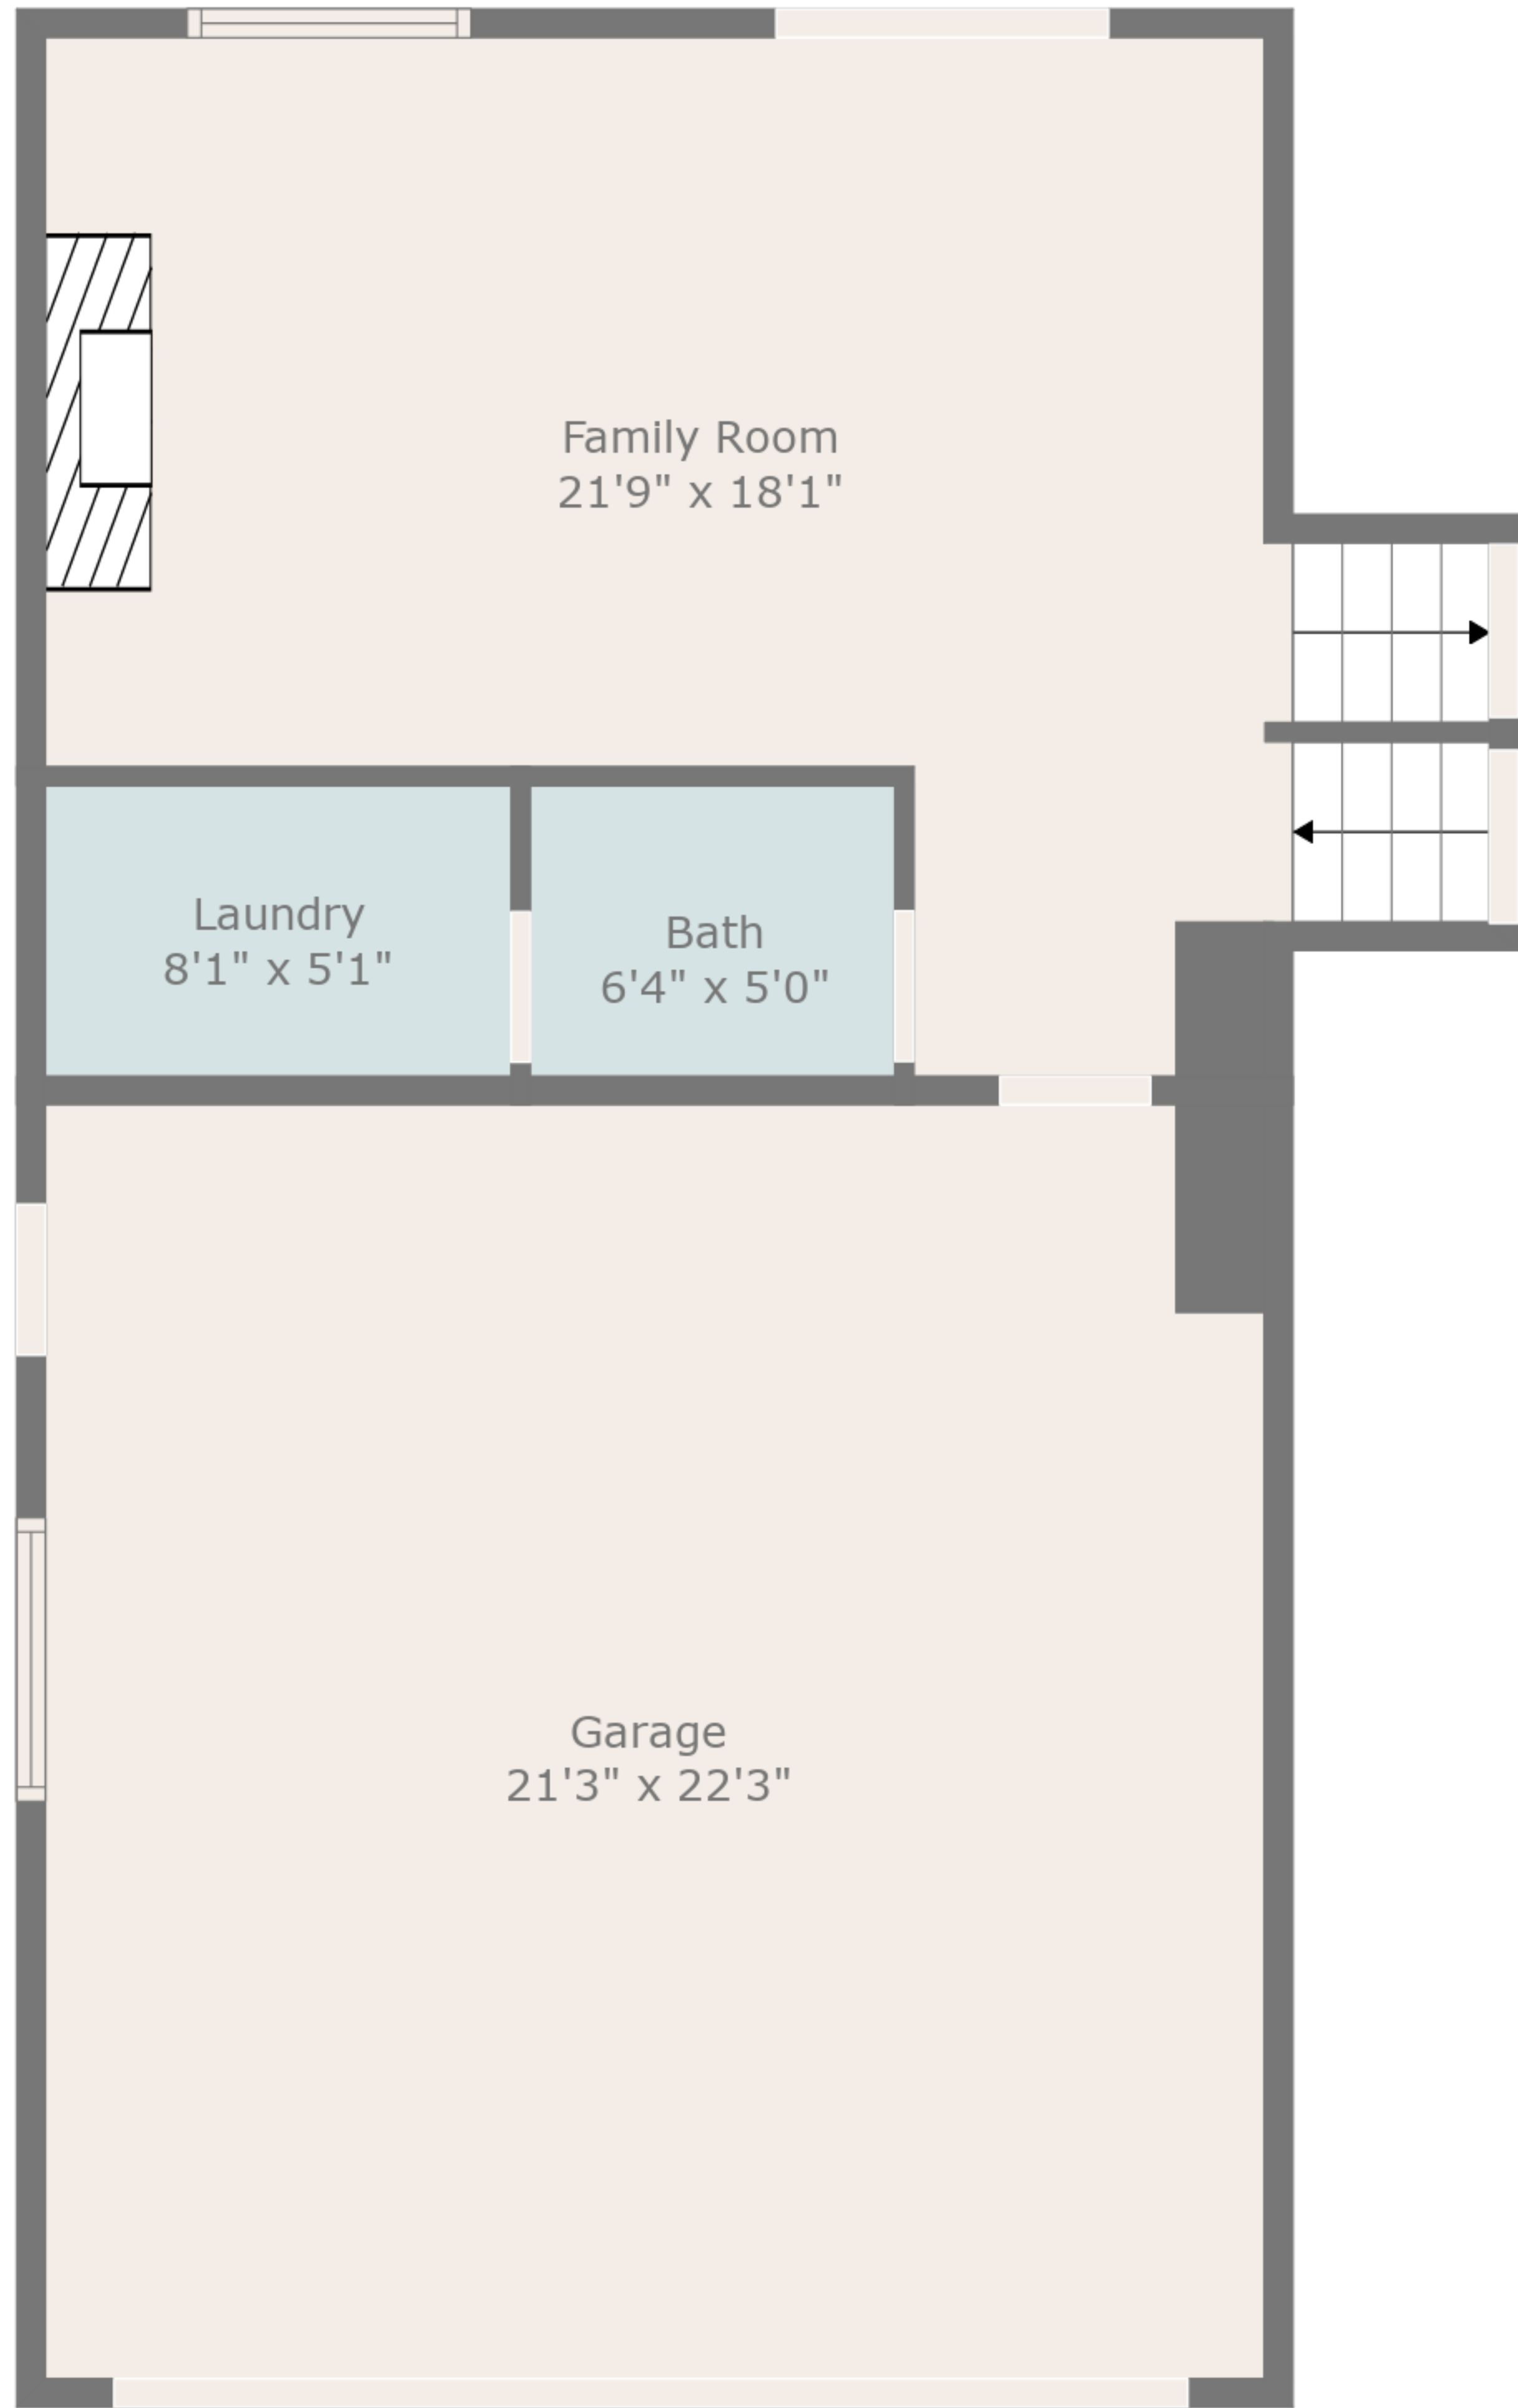 Family Room
21'9" x 18'1"
Laundry
8'1" x 5'1"
Bath
6'4" x 5'0"
Garage
21'3" x 22'3"